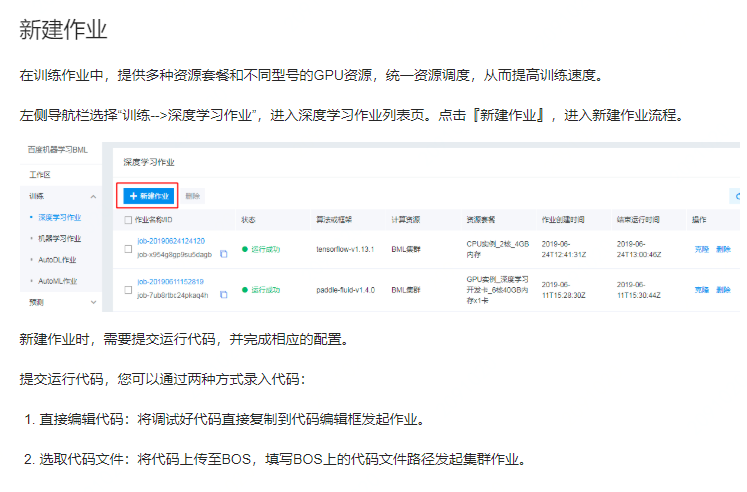 新建作业
在训练作业中，提供多种资源套餐和不同型号的GPU资源，统一资源调度，从而提高训练速度。
左侧导航栏选择“训练-->深度学习作业”，进入深度学习作业列表页。点击『新建作业』，进入新建作业流程。
百度机器学习BML
深度学习作业
工作区
训练
+ 新建作业 删除
深度学习作业
机器学习作业
AutoDL作业
AutoML作业
预测
作业名称/ID 状态 算法或框架 计算资源 资源套餐 作业创建时间 结束运行时间 操作
job-20190624124120
job-x954g8gp9su5dagb
运行成功 tensorflow-v1.13.1 BML集群
CPU实例_2核_4GB
内存
2019-06-
24T12:41:31Z
2019-06-
24T13:00:46Z
克隆 删除
job-20190611152819
job-7ub6rtbc24pkaq4h
运行成功 paddle-fluid-v1.4.0 BML集群
GPU实例_深度学习
开发卡_6核40GB内
存x1卡
2019-06-
11T15:28:30Z
2019-06-
11T15:30:44Z
克隆 删除
新建作业时，需要提交运行代码，并完成相应的配置。
提交运行代码，您可以通过两种方式录入代码：
1. 直接编辑代码：将调试好代码直接复制到代码编辑框发起作业。
2. 选取代码文件：将代码上传至BOS，填写BOS上的代码文件路径发起集群作业。